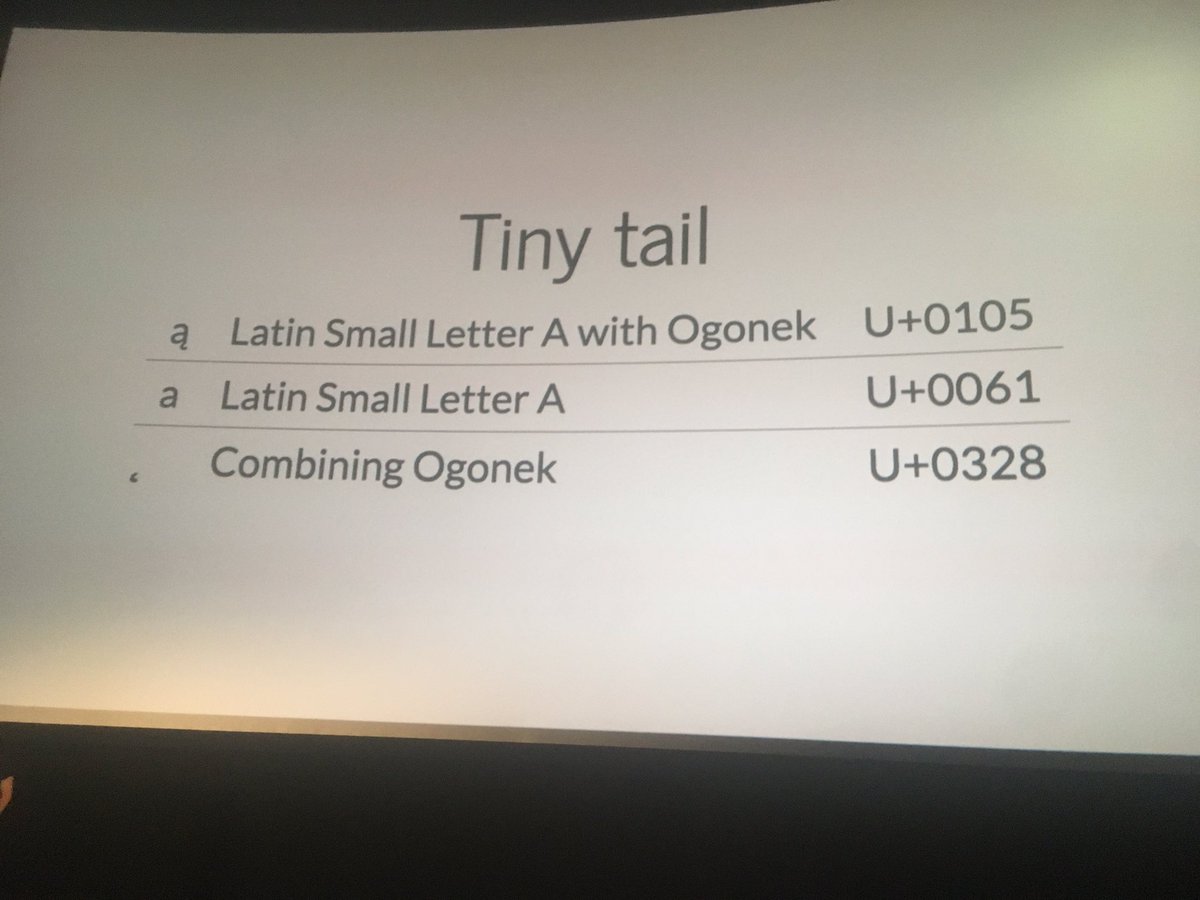 Tiny tail
ą Latin Small Letter A with Ogonek U+0105
a Latin Small Letter A U+0061
̨ Combining Ogonek U+0328